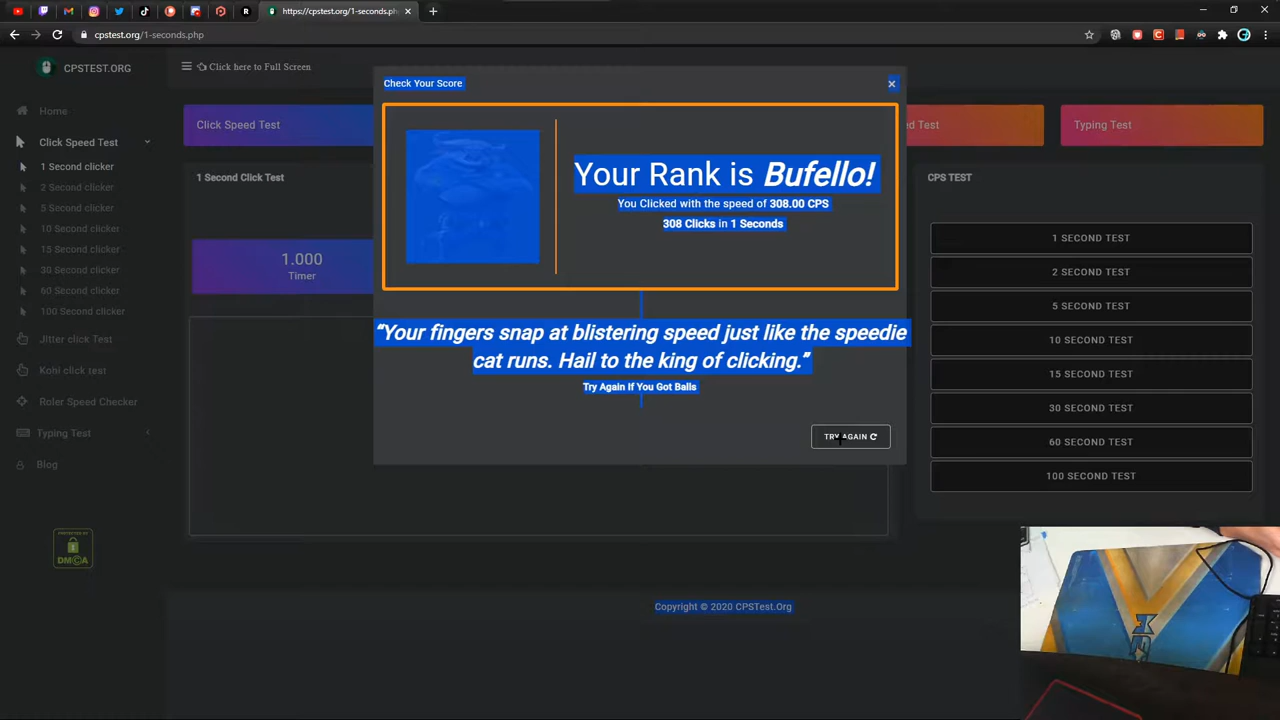 https://cpstest.org/1-seconds.ph
cpstest.org/1-seconds.php
CPSTEST.ORG
Click here to Full Screen
Home
Click Speed Test
1 Second clicker
2 Second clicker
5 Second clicker
10 Second clicker
15 Second clicker
30 Second clicker
60 Second clicker
100 Second clicker
Jitter click Test
Kohi click test
Roler Speed Checker
Typing Test
Blog
PROTECTED BY
DMCA
Click Speed Test
ed Test
Typing Test
1 Second Click Test
1.000
Timer
Check Your Score
Your Rank is Bufello!
You Clicked with the speed of 308.00 CPS
308 Clicks in 1 Seconds
“Your fingers snap at blistering speed just like the speedie
cat runs. Hail to the king of clicking.”
Try Again If You Got Balls
TRY AGAIN
CPS TEST
1 SECOND TEST
2 SECOND TEST
5 SECOND TEST
10 SECOND TEST
15 SECOND TEST
30 SECOND TEST
60 SECOND TEST
100 SECOND TEST
Copyright © 2020 CPSTest.Org